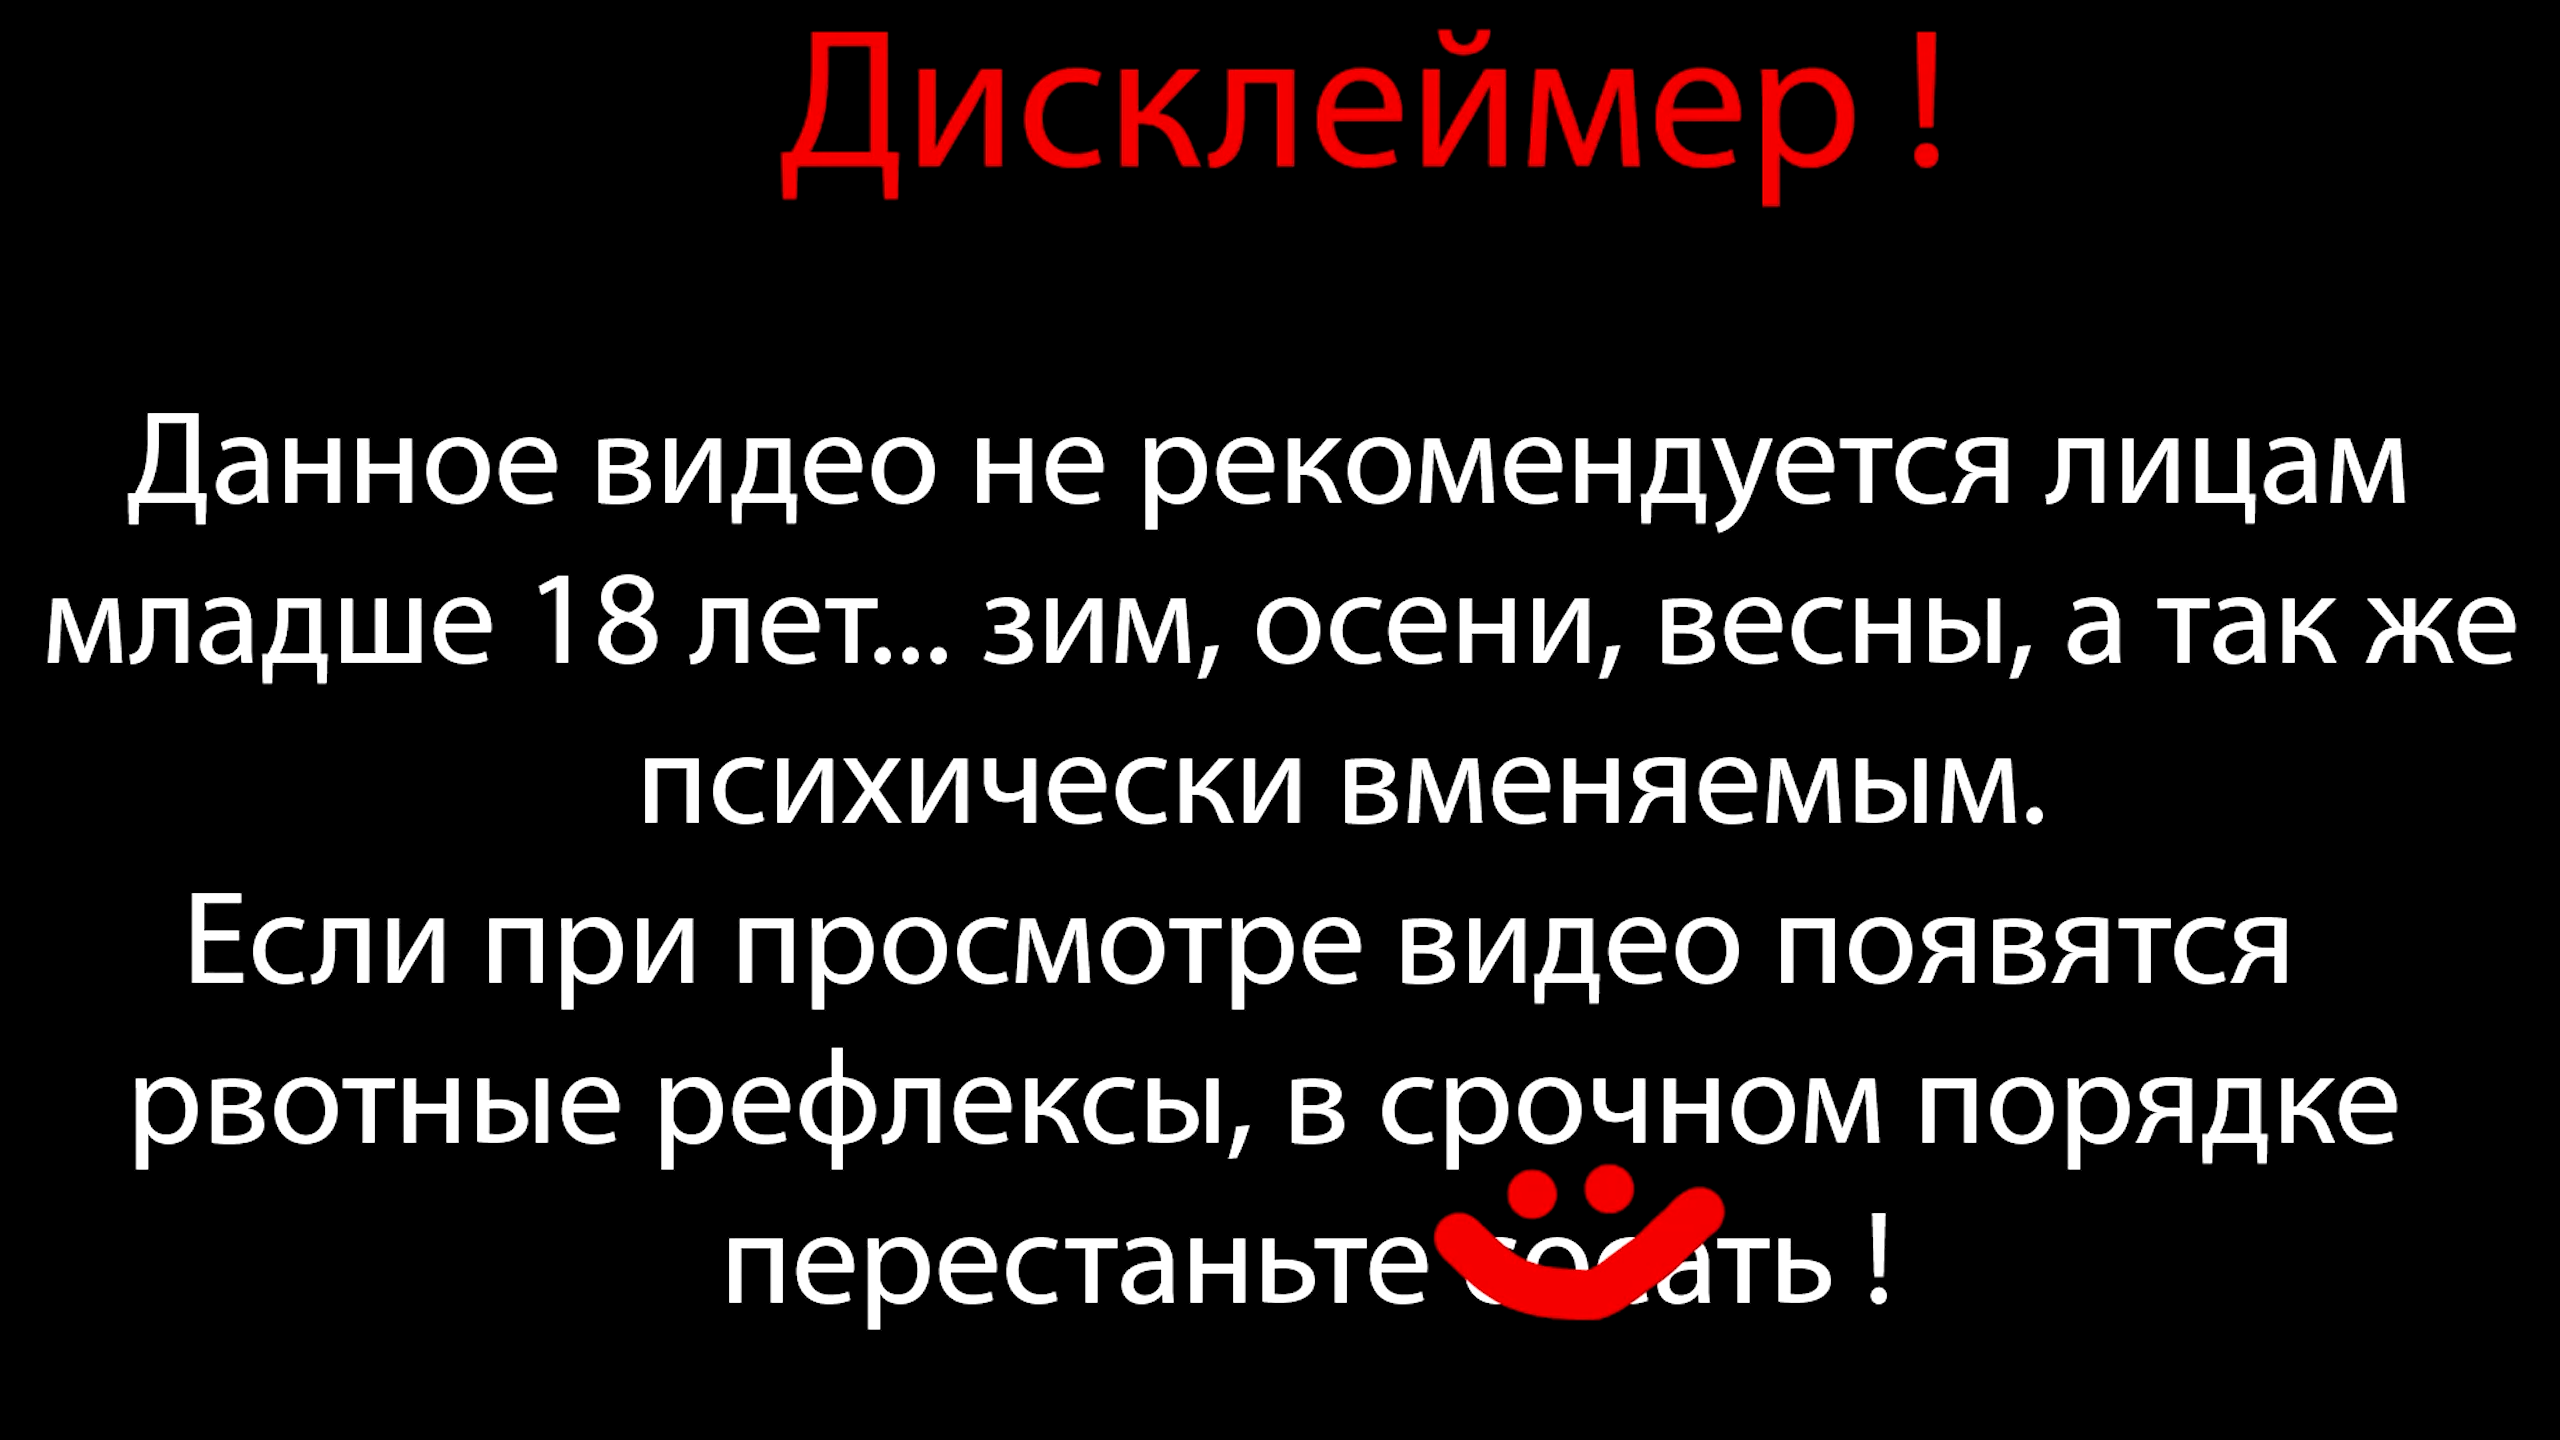 Дисклеймер !
Данное видео не рекомендуется лицам
младше 18 лет... зим, осени, весны, а так же
психически вменяемым.
Если при просмотре видео появятся
рвотные рефлексы, в срочном порядке
перестаньте сосать !